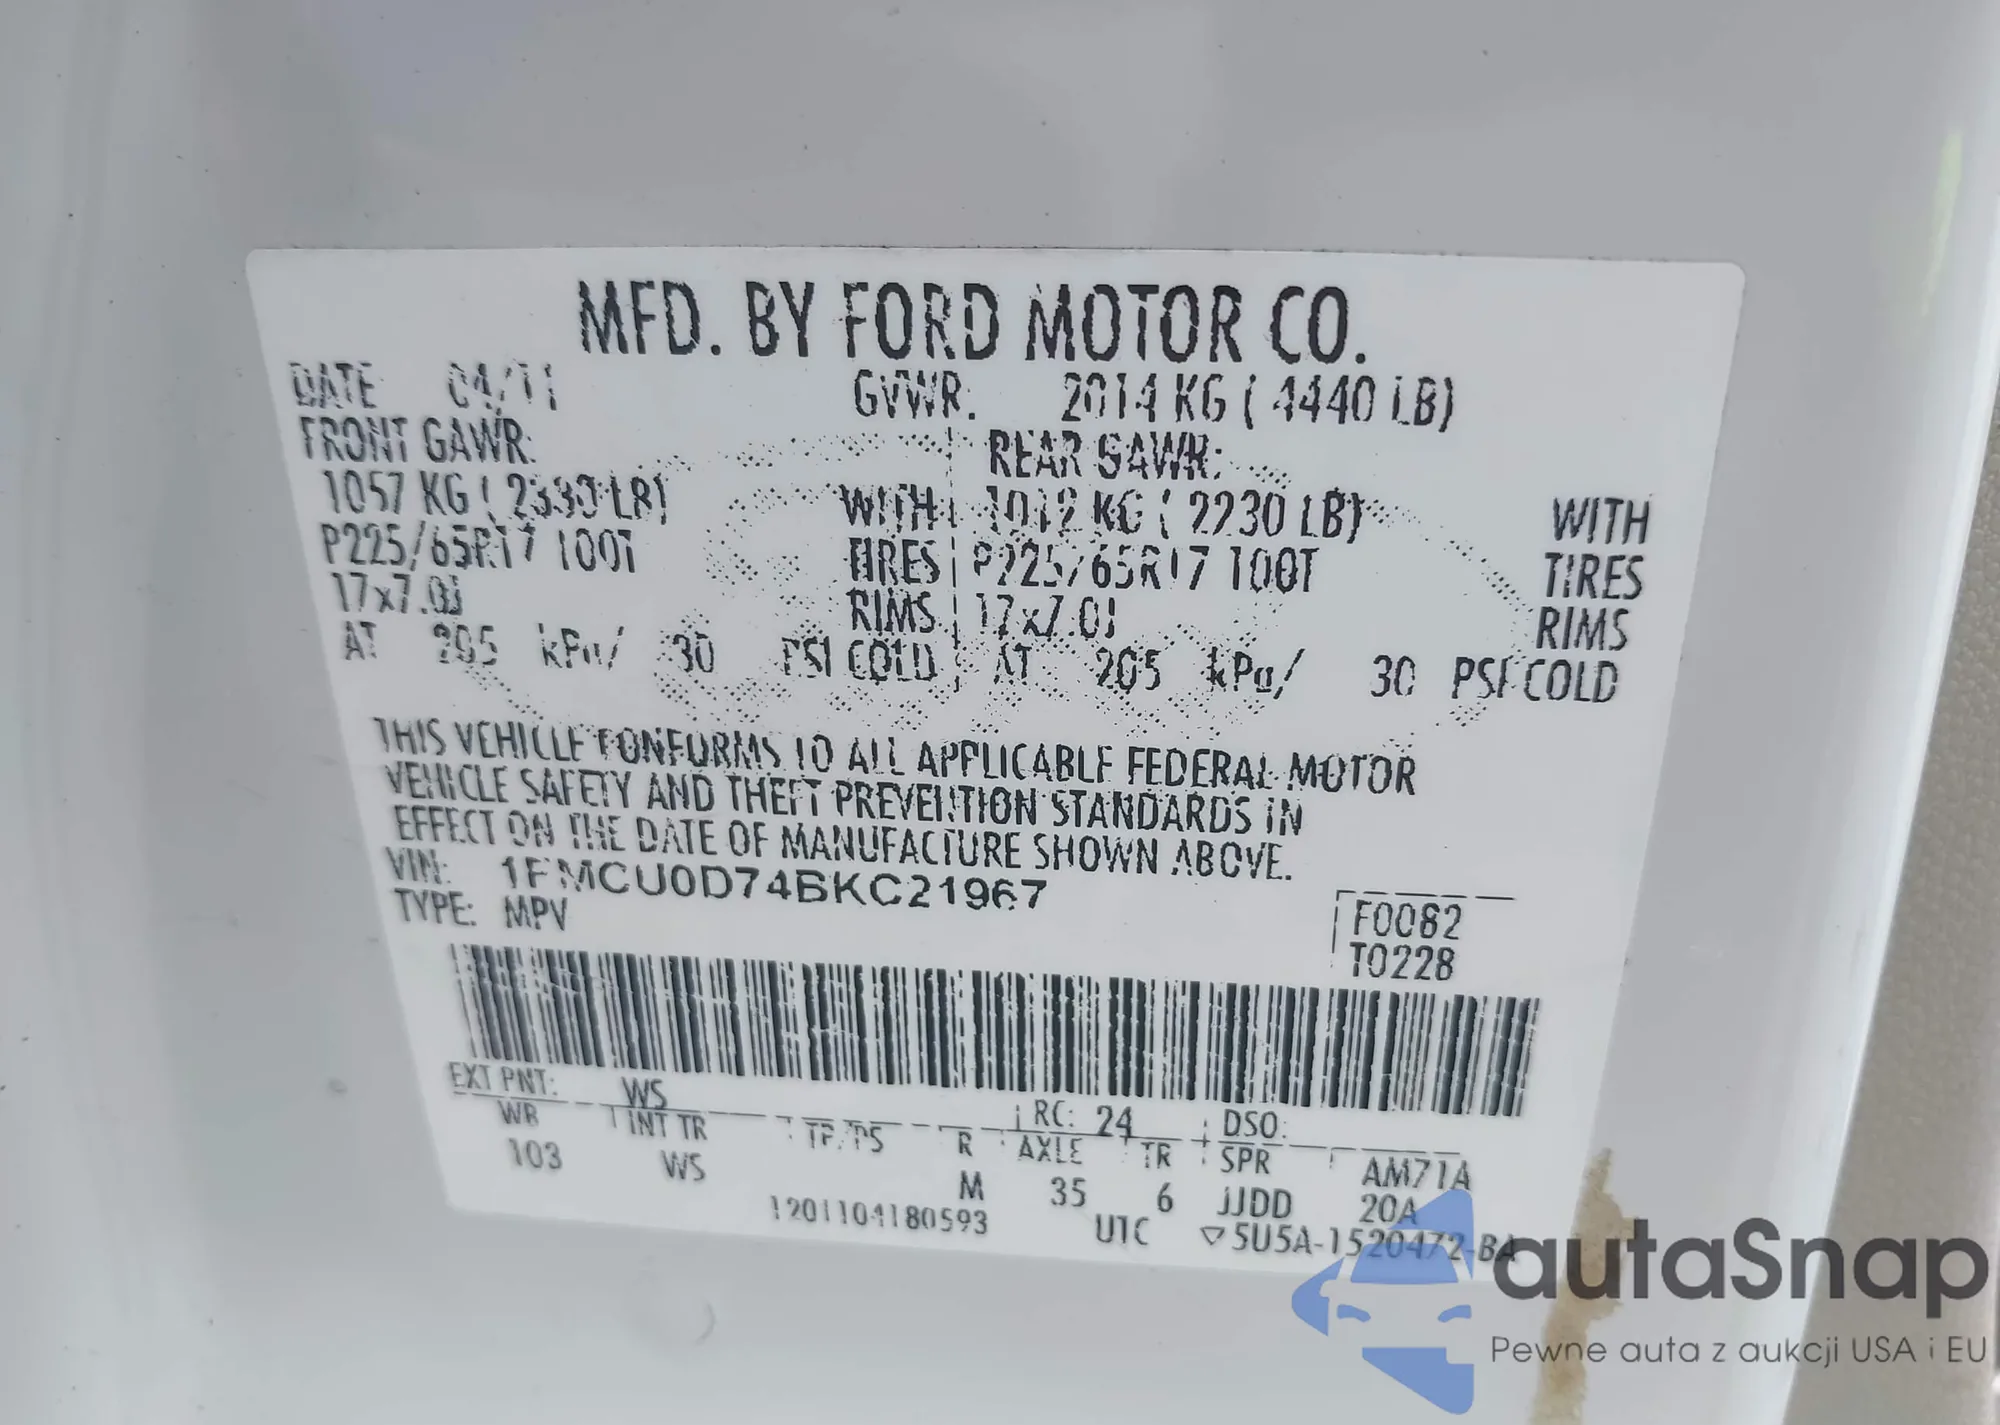 MFD. BY FORD MOTOR CO.
DATE 04/11 GVWR: 2014 KG ( 4440 LB)
FRONT GAWR: REAR GAWR:
1057 KG ( 2330 LB) WITH 1012 KG ( 2230 LB) WITH
P225/65R17 100T TIRES P225/65R17 100T TIRES
17x7.0J RIMS 17x7.0J RIMS
AT 205 kPa/ 30 PSI COLD AT 205 kPa/ 30 PSI COLD
THIS VEHICLE CONFORMS TO ALL APPLICABLE FEDERAL MOTOR
VEHICLE SAFETY AND THEFT PREVENTION STANDARDS IN
EFFECT ON THE DATE OF MANUFACTURE SHOWN ABOVE.
VIN: 1FMCU0D74BKC21967
TYPE: MPV
F0082
T0228
EXT PNT: WS RC: 24 DSO:
WB INT TR TP/PS R AXLE TR SPR AM71A
103 WS M 35 6 JJDD 20A
1201104180593 UTC ▽5U5A-1520472-BA
autaSnap
Pewne auta z aukcji USA i EU